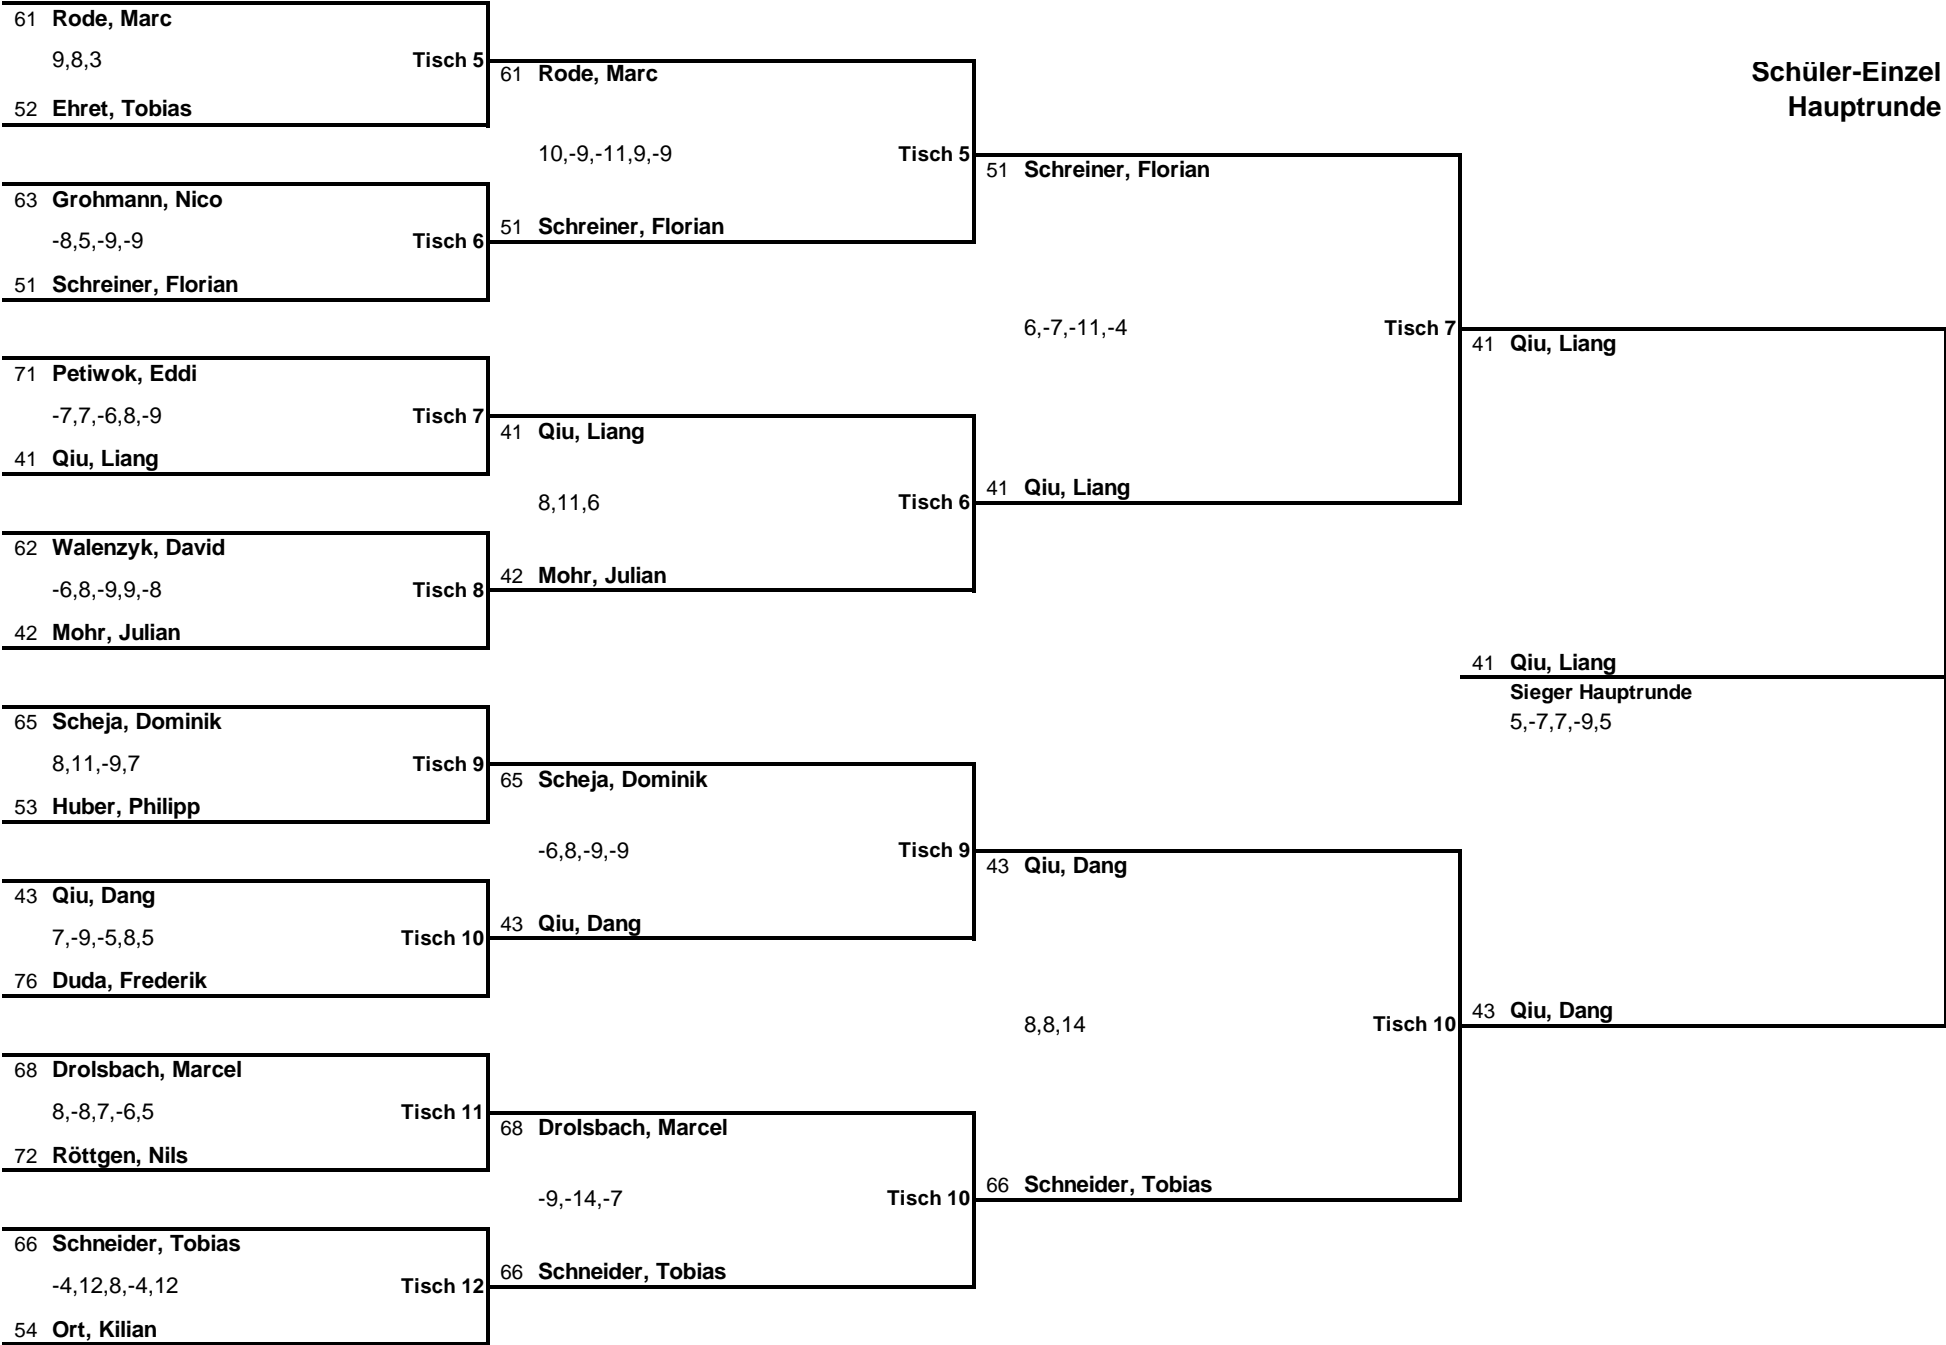 Schüler-Einzel
Hauptrunde
61 Rode, Marc
9,8,3 Tisch 5
52 Ehret, Tobias
63 Grohmann, Nico
-8,5,-9,-9 Tisch 6
51 Schreiner, Florian
71 Petiwok, Eddi
-7,7,-6,8,-9 Tisch 7
41 Qiu, Liang
62 Walenzyk, David
-6,8,-9,9,-8 Tisch 8
42 Mohr, Julian
65 Scheja, Dominik
8,11,-9,7 Tisch 9
53 Huber, Philipp
43 Qiu, Dang
7,-9,-5,8,5 Tisch 10
76 Duda, Frederik
68 Drolsbach, Marcel
8,-8,7,-6,5 Tisch 11
72 Röttgen, Nils
66 Schneider, Tobias
-4,12,8,-4,12 Tisch 12
54 Ort, Kilian
61 Rode, Marc
10,-9,-11,9,-9 Tisch 5
51 Schreiner, Florian
41 Qiu, Liang
8,11,6 Tisch 6
42 Mohr, Julian
65 Scheja, Dominik
-6,8,-9,-9 Tisch 9
43 Qiu, Dang
68 Drolsbach, Marcel
-9,-14,-7 Tisch 10
66 Schneider, Tobias
51 Schreiner, Florian
6,-7,-11,-4 Tisch 7
41 Qiu, Liang
43 Qiu, Dang
8,8,14 Tisch 10
66 Schneider, Tobias
41 Qiu, Liang
41 Qiu, Liang
Sieger Hauptrunde
5,-7,7,-9,5
43 Qiu, Dang